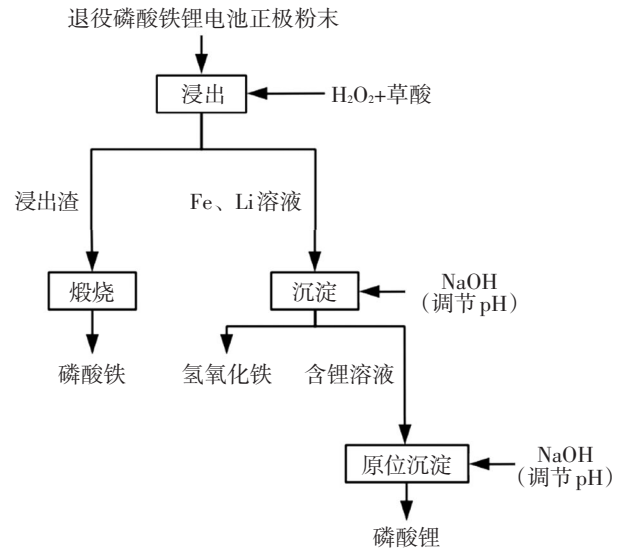 退役磷酸铁锂电池正极粉末
浸出
H₂O₂+草酸
浸出渣
Fe、Li溶液
煅烧
沉淀
NaOH
（调节pH）
磷酸铁
氢氧化铁
含锂溶液
原位沉淀
NaOH
（调节pH）
磷酸锂